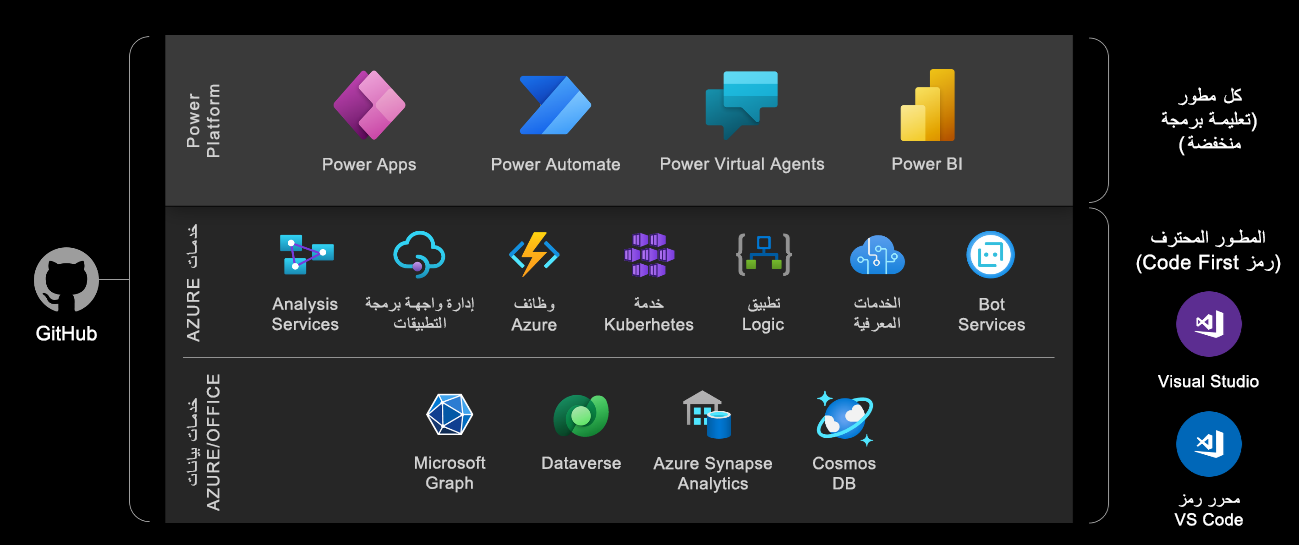 Power
Platform
Power Apps
Power Automate
Power Virtual Agents
Power BI
كل مطور
(تعليمة برمجة
منخفضة)
GitHub
خدمات AZURE
Analysis
Services
إدارة واجهة برمجة
التطبيقات
وظائف
Azure
خدمة
Kuberhetes
تطبيق
Logic
الخدمات
المعرفية
Bot
Services
المطور المحترف
(رمز Code First)
Visual Studio
محرر رمز
VS Code
خدمات بيانات
AZURE/OFFICE
Microsoft
Graph
Dataverse
Azure Synapse
Analytics
Cosmos
DB